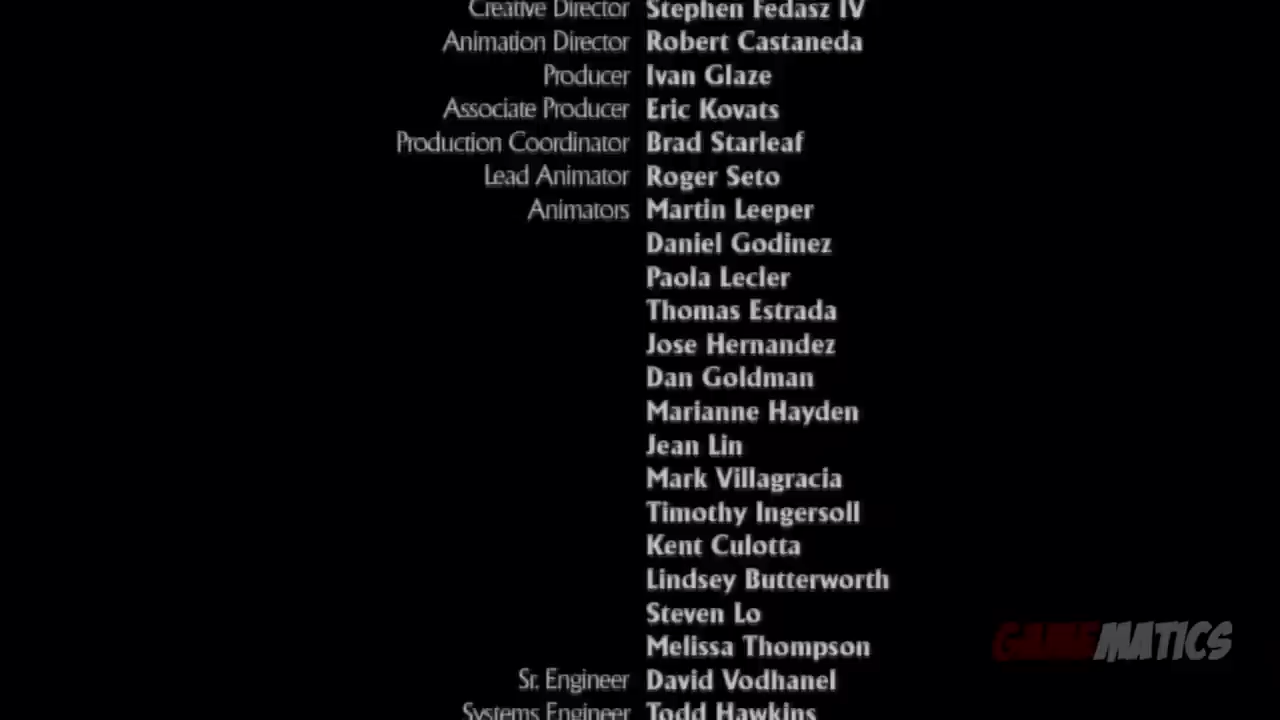 Creative Director Stephen Fedasz IV
Animation Director Robert Castaneda
Producer Ivan Glaze
Associate Producer Eric Kovats
Production Coordinator Brad Starleaf
Lead Animator Roger Seto
Animators Martin Leeper
Daniel Godinez
Paola Lecler
Thomas Estrada
Jose Hernandez
Dan Goldman
Marianne Hayden
Jean Lin
Mark Villagracia
Timothy Ingersoll
Kent Culotta
Lindsey Butterworth
Steven Lo
Melissa Thompson
Sr. Engineer David Vodhanel
Systems Engineer Todd Hawkins
GAMEMATICS